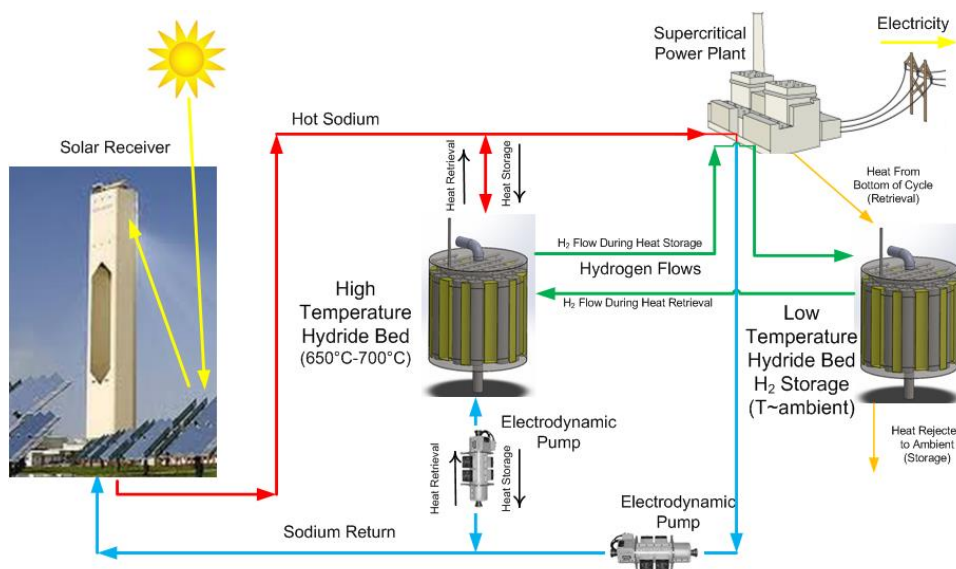 Supercritical
Power Plant
Electricity
Hot Sodium
Solar Receiver
Heat Retrieval
Heat Storage
Heat From
Bottom of Cycle
(Retrieval)
H2 Flow During Heat Storage
Hydrogen Flows
H2 Flow During Heat Retrieval
High
Temperature
Hydride Bed
(650°C-700°C)
Low
Temperature
Hydride Bed
H2 Storage
(T~ambient)
Electrodynamic
Pump
Heat Retrieval
Heat Storage
Heat Rejecte
to Ambient
(Storage)
Electrodynamic
Pump
Sodium Return